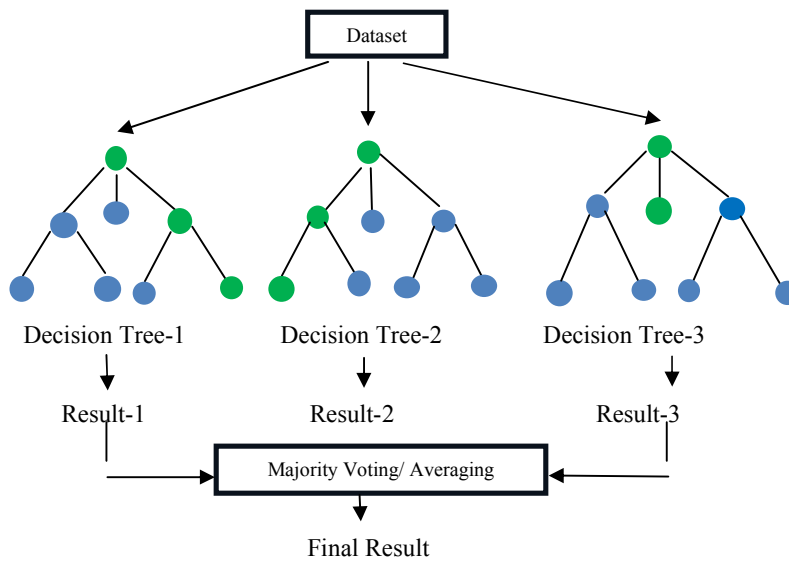 Dataset
Decision Tree-1
Decision Tree-2
Decision Tree-3
Result-1
Result-2
Result-3
Majority Voting/ Averaging
Final Result